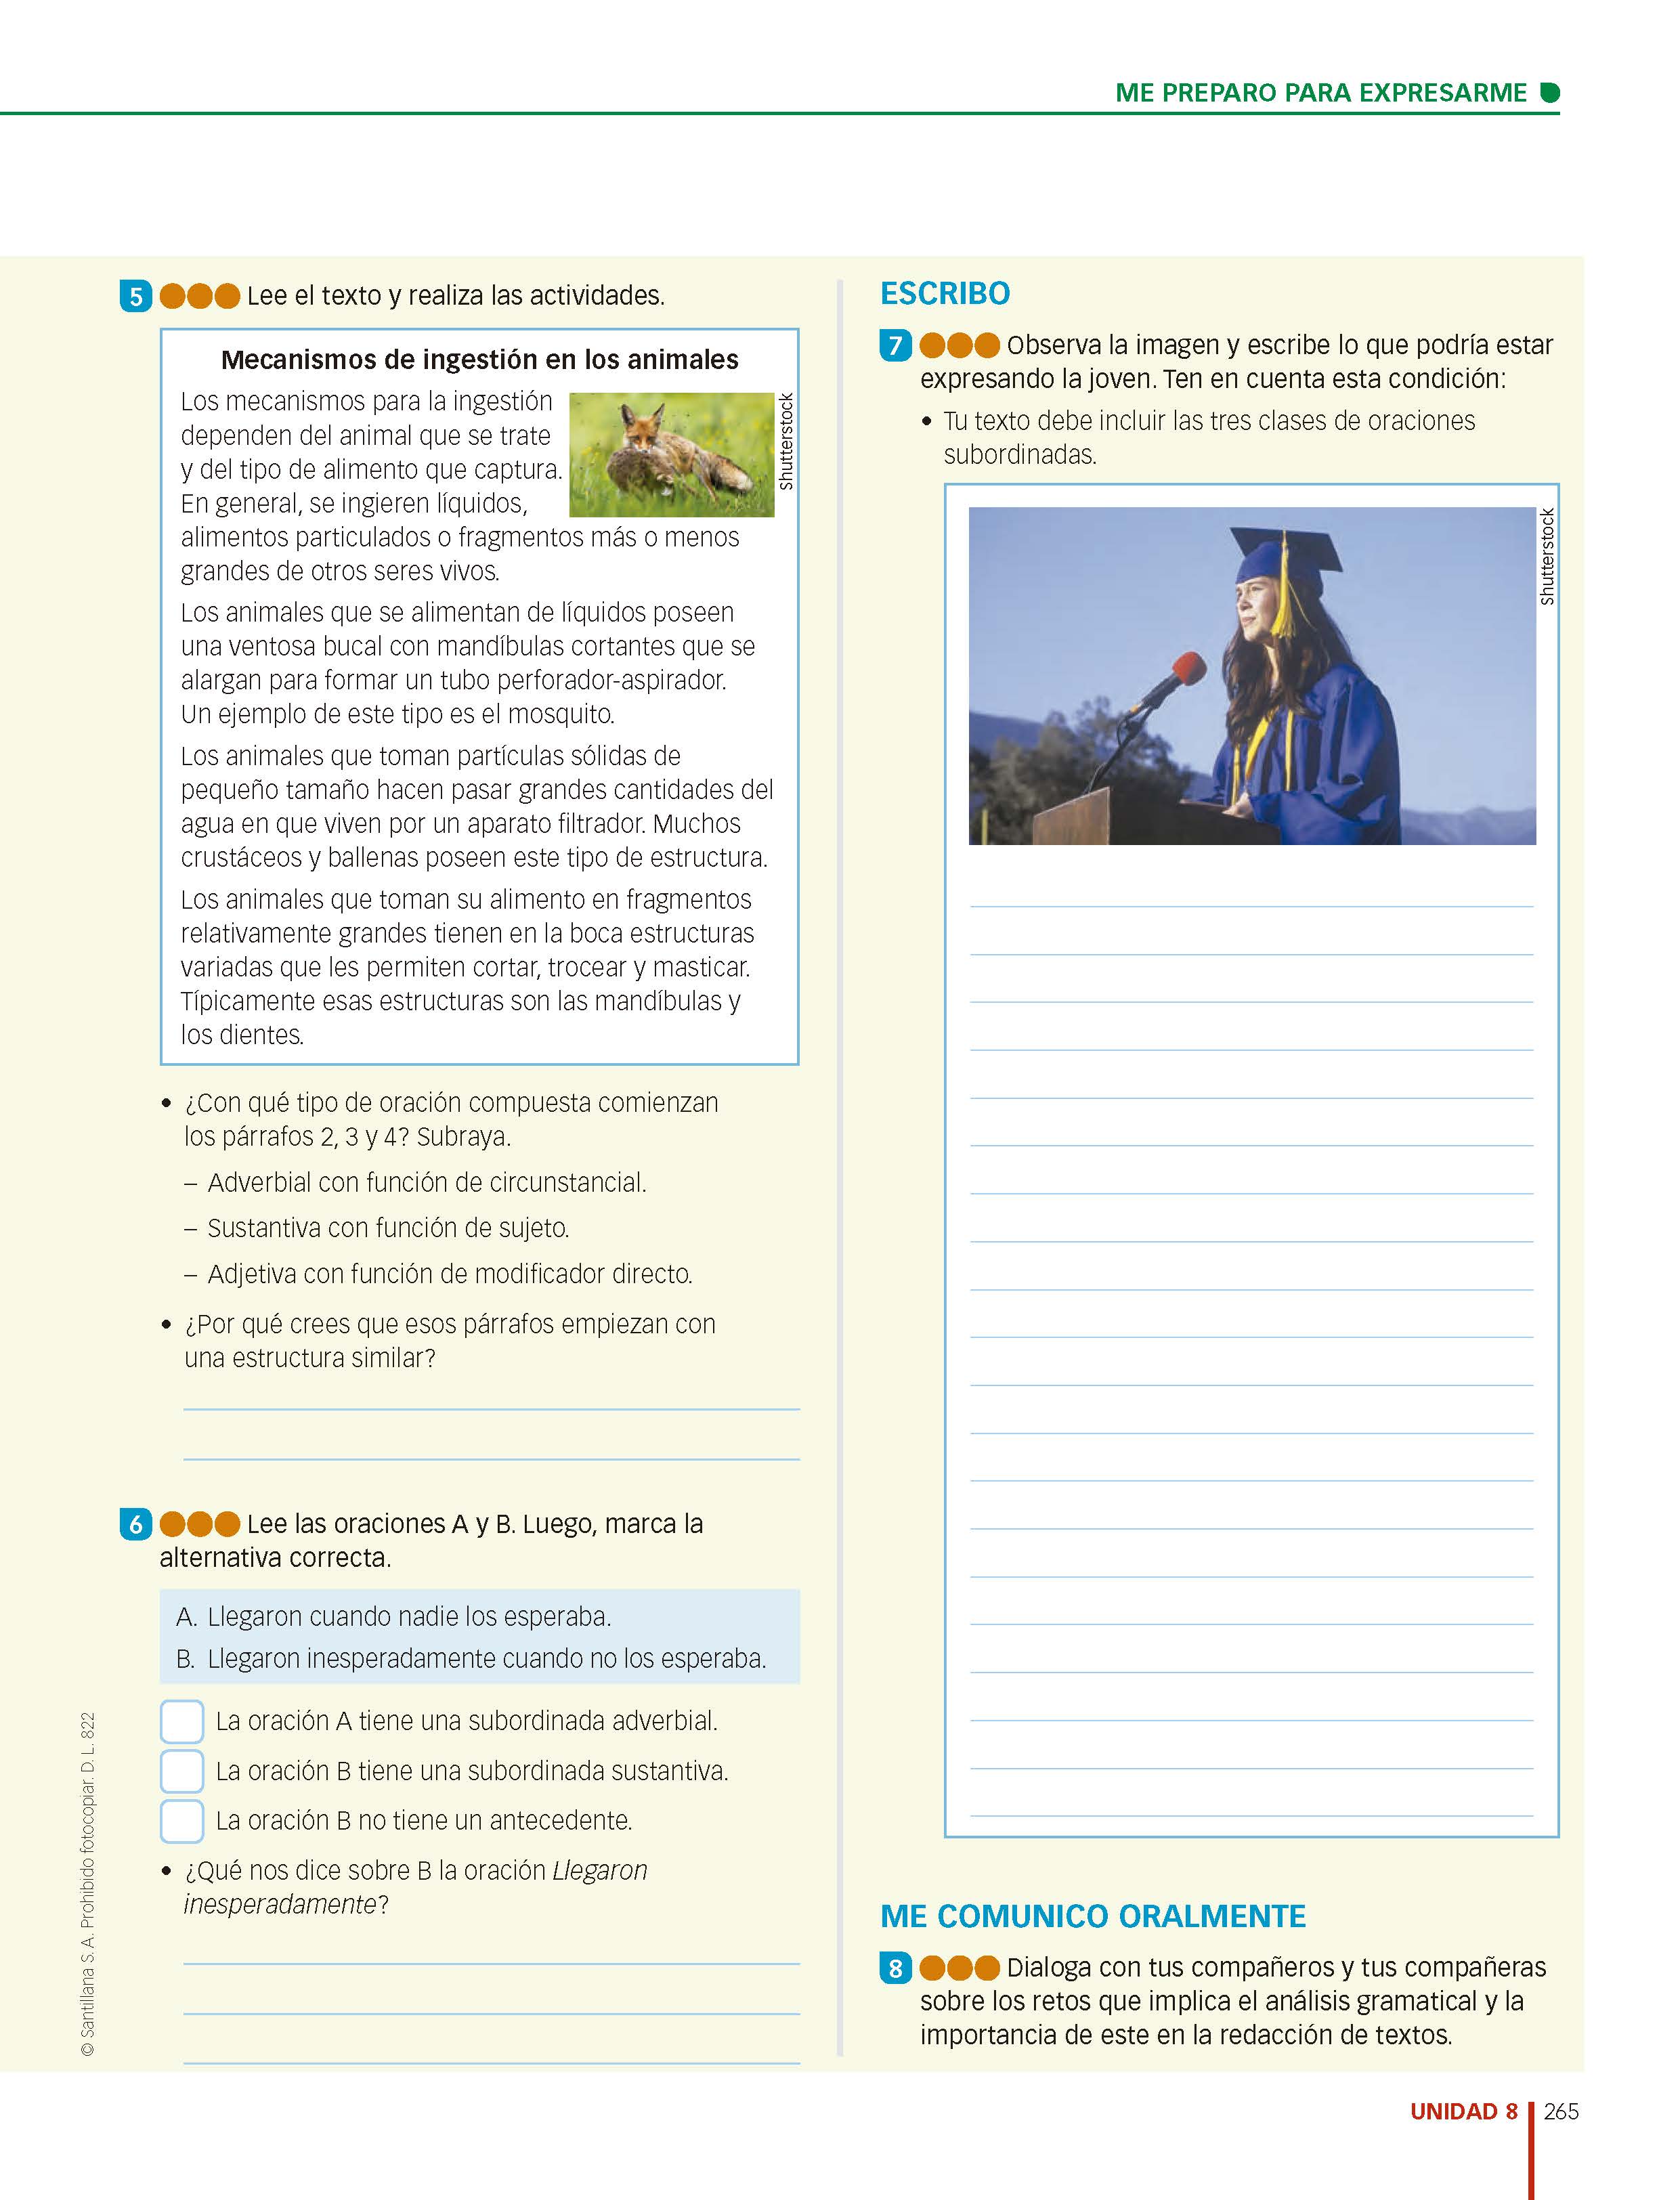 ME PREPARO PARA EXPRESARME
5 Lee el texto y realiza las actividades.
Mecanismos de ingestión en los animales
Los mecanismos para la ingestión
dependen del animal que se trate
y del tipo de alimento que captura.
En general, se ingieren líquidos,
alimentos particulados o fragmentos más o menos
grandes de otros seres vivos.
Shutterstock
Los animales que se alimentan de líquidos poseen
una ventosa bucal con mandíbulas cortantes que se
alargan para formar un tubo perforador-aspirador.
Un ejemplo de este tipo es el mosquito.
Los animales que toman partículas sólidas de
pequeño tamaño hacen pasar grandes cantidades del
agua en que viven por un aparato filtrador. Muchos
crustáceos y ballenas poseen este tipo de estructura.
Los animales que toman su alimento en fragmentos
relativamente grandes tienen en la boca estructuras
variadas que les permiten cortar, trocear y masticar.
Típicamente esas estructuras son las mandíbulas y
los dientes.
• ¿Con qué tipo de oración compuesta comienzan
los párrafos 2, 3 y 4? Subraya.
– Adverbial con función de circunstancial.
– Sustantiva con función de sujeto.
– Adjetiva con función de modificador directo.
• ¿Por qué crees que esos párrafos empiezan con
una estructura similar?
6 Lee las oraciones A y B. Luego, marca la
alternativa correcta.
A. Llegaron cuando nadie los esperaba.
B. Llegaron inesperadamente cuando no los esperaba.
La oración A tiene una subordinada adverbial.
La oración B tiene una subordinada sustantiva.
La oración B no tiene un antecedente.
• ¿Qué nos dice sobre B la oración Llegaron
inesperadamente?
© Santillana S. A. Prohibido fotocopiar. D. L. 822
ESCRIBO
7 Observa la imagen y escribe lo que podría estar
expresando la joven. Ten en cuenta esta condición:
• Tu texto debe incluir las tres clases de oraciones
subordinadas.
Shutterstock
ME COMUNICO ORALMENTE
8 Dialoga con tus compañeros y tus compañeras
sobre los retos que implica el análisis gramatical y la
importancia de este en la redacción de textos.
UNIDAD 8 265